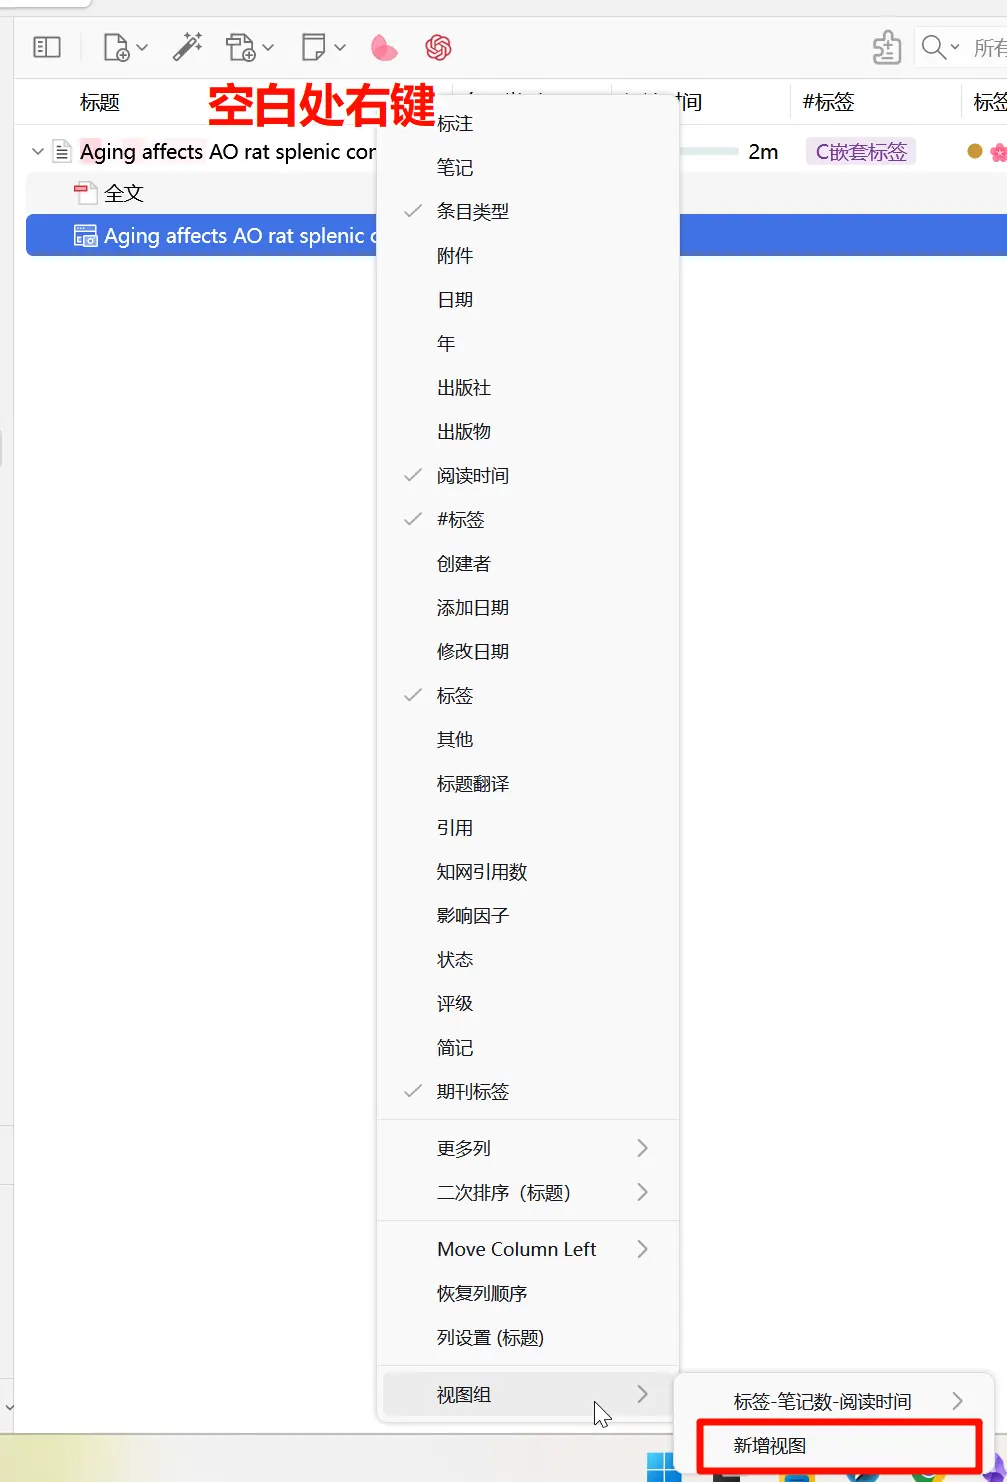 所有
标题
空白处右键
间
#标签
标签
Aging affects AO rat splenic cor
2m
C嵌套标签
全文
Aging affects AO rat splenic c
标注
笔记
条目类型
附件
日期
年
出版社
出版物
阅读时间
#标签
创建者
添加日期
修改日期
标签
其他
标题翻译
引用
知网引用数
影响因子
状态
评级
简记
期刊标签
更多列
二次排序（标题）
Move Column Left
恢复列顺序
列设置 (标题)
视图组
标签-笔记数-阅读时间
新增视图